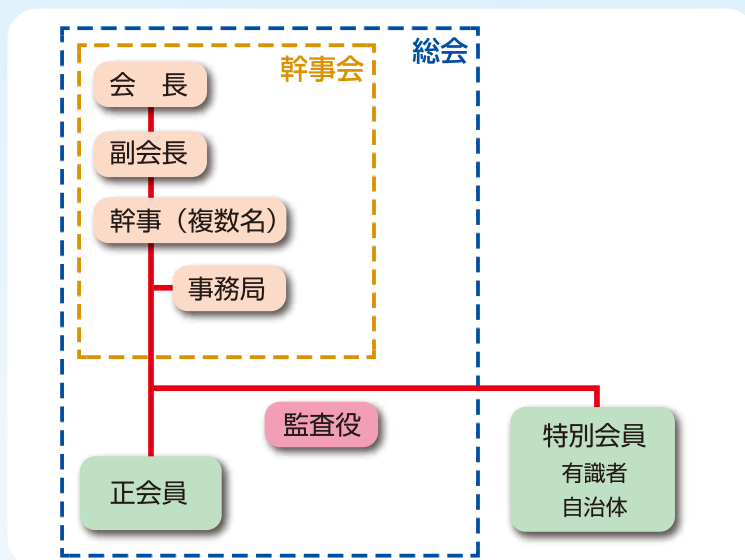 総会
幹事会
会　長
副会長
幹事（複数名）
事務局
監査役
特別会員
有識者
自治体
正会員